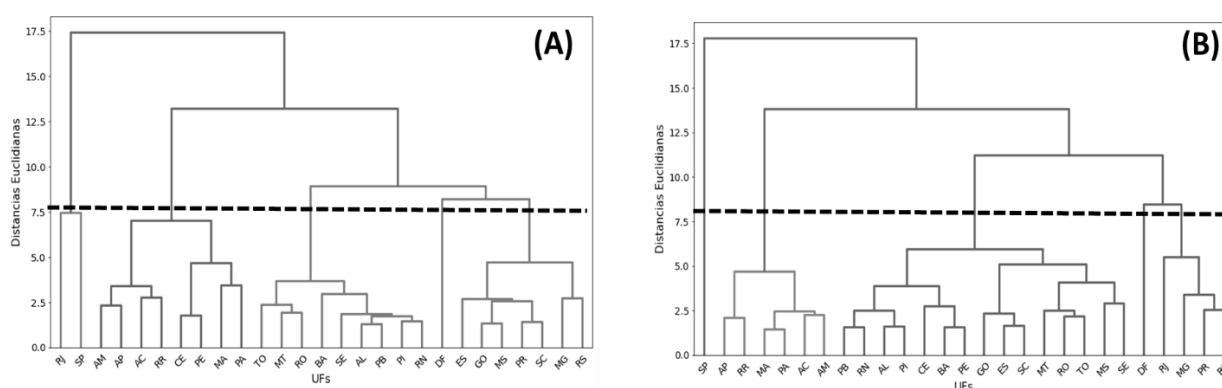 (A)
17.5
15.0
12.5
10.0
7.5
5.0
2.5
0.0
Distancias Euclidianas
RJ SP AM AP AC RR CE PE MA PA TO MT RO BA SE AL PB PI RN DF ES GO MS PR SC MG RS
UFs
(B)
17.5
15.0
12.5
10.0
7.5
5.0
2.5
0.0
Distancias Euclidianas
SP AP RR MA PA AC AM PB RN AL PI CE BA PE GO ES SC MT RO TO MS SE DF RJ MG PR
UFs